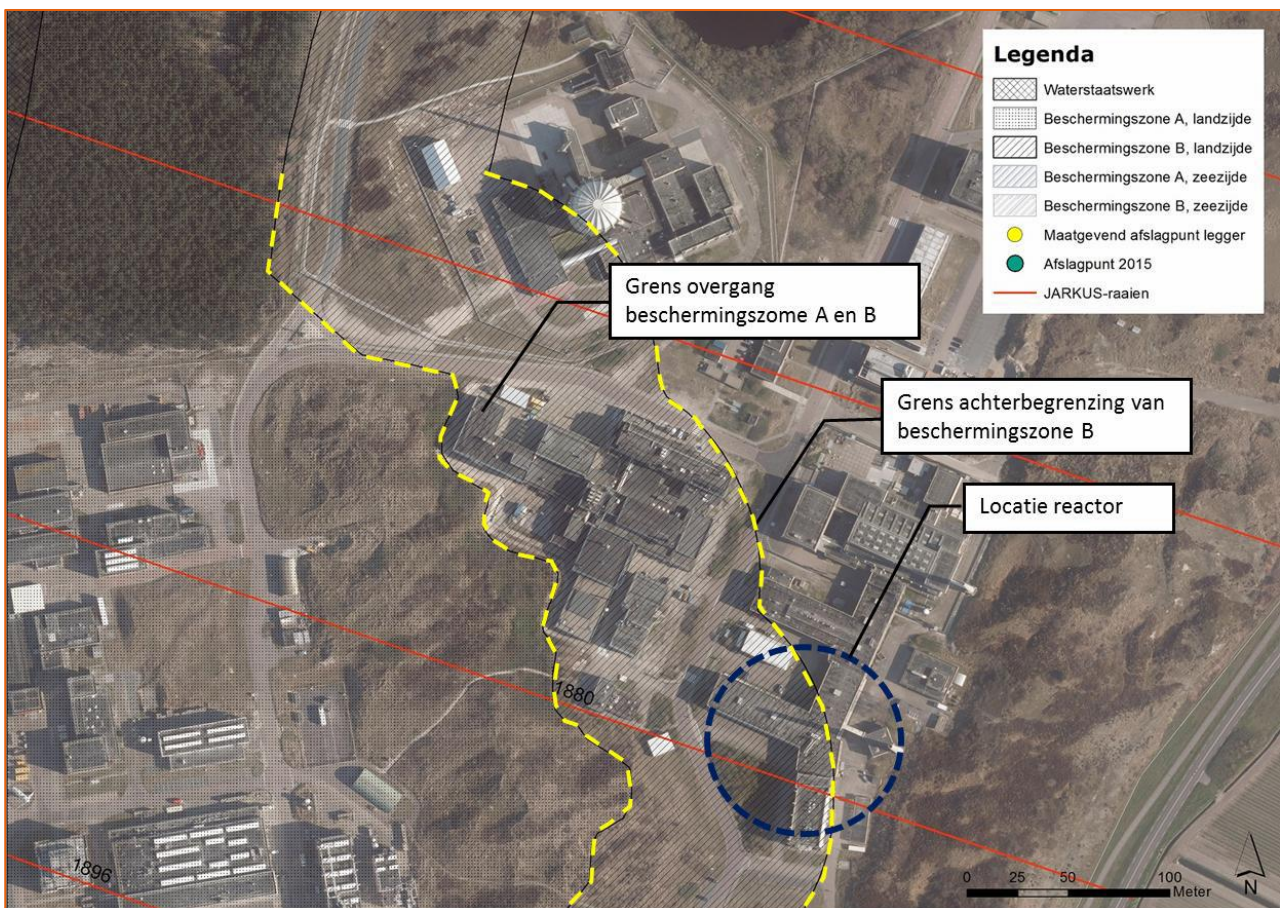 Legenda
Waterstaatswerk
Beschermingszone A, landzijde
Beschermingszone B, landzijde
Beschermingszone A, zeezijde
Beschermingszone B, zeezijde
Maatgevend afslagpunt legger
Afslagpunt 2015
JARKUS-raaien
Grens overgang
beschermingszome A en B
Grens achterbegrenzing van
beschermingszone B
Locatie reactor
1880
1896
0 25 50 100
Meter
N